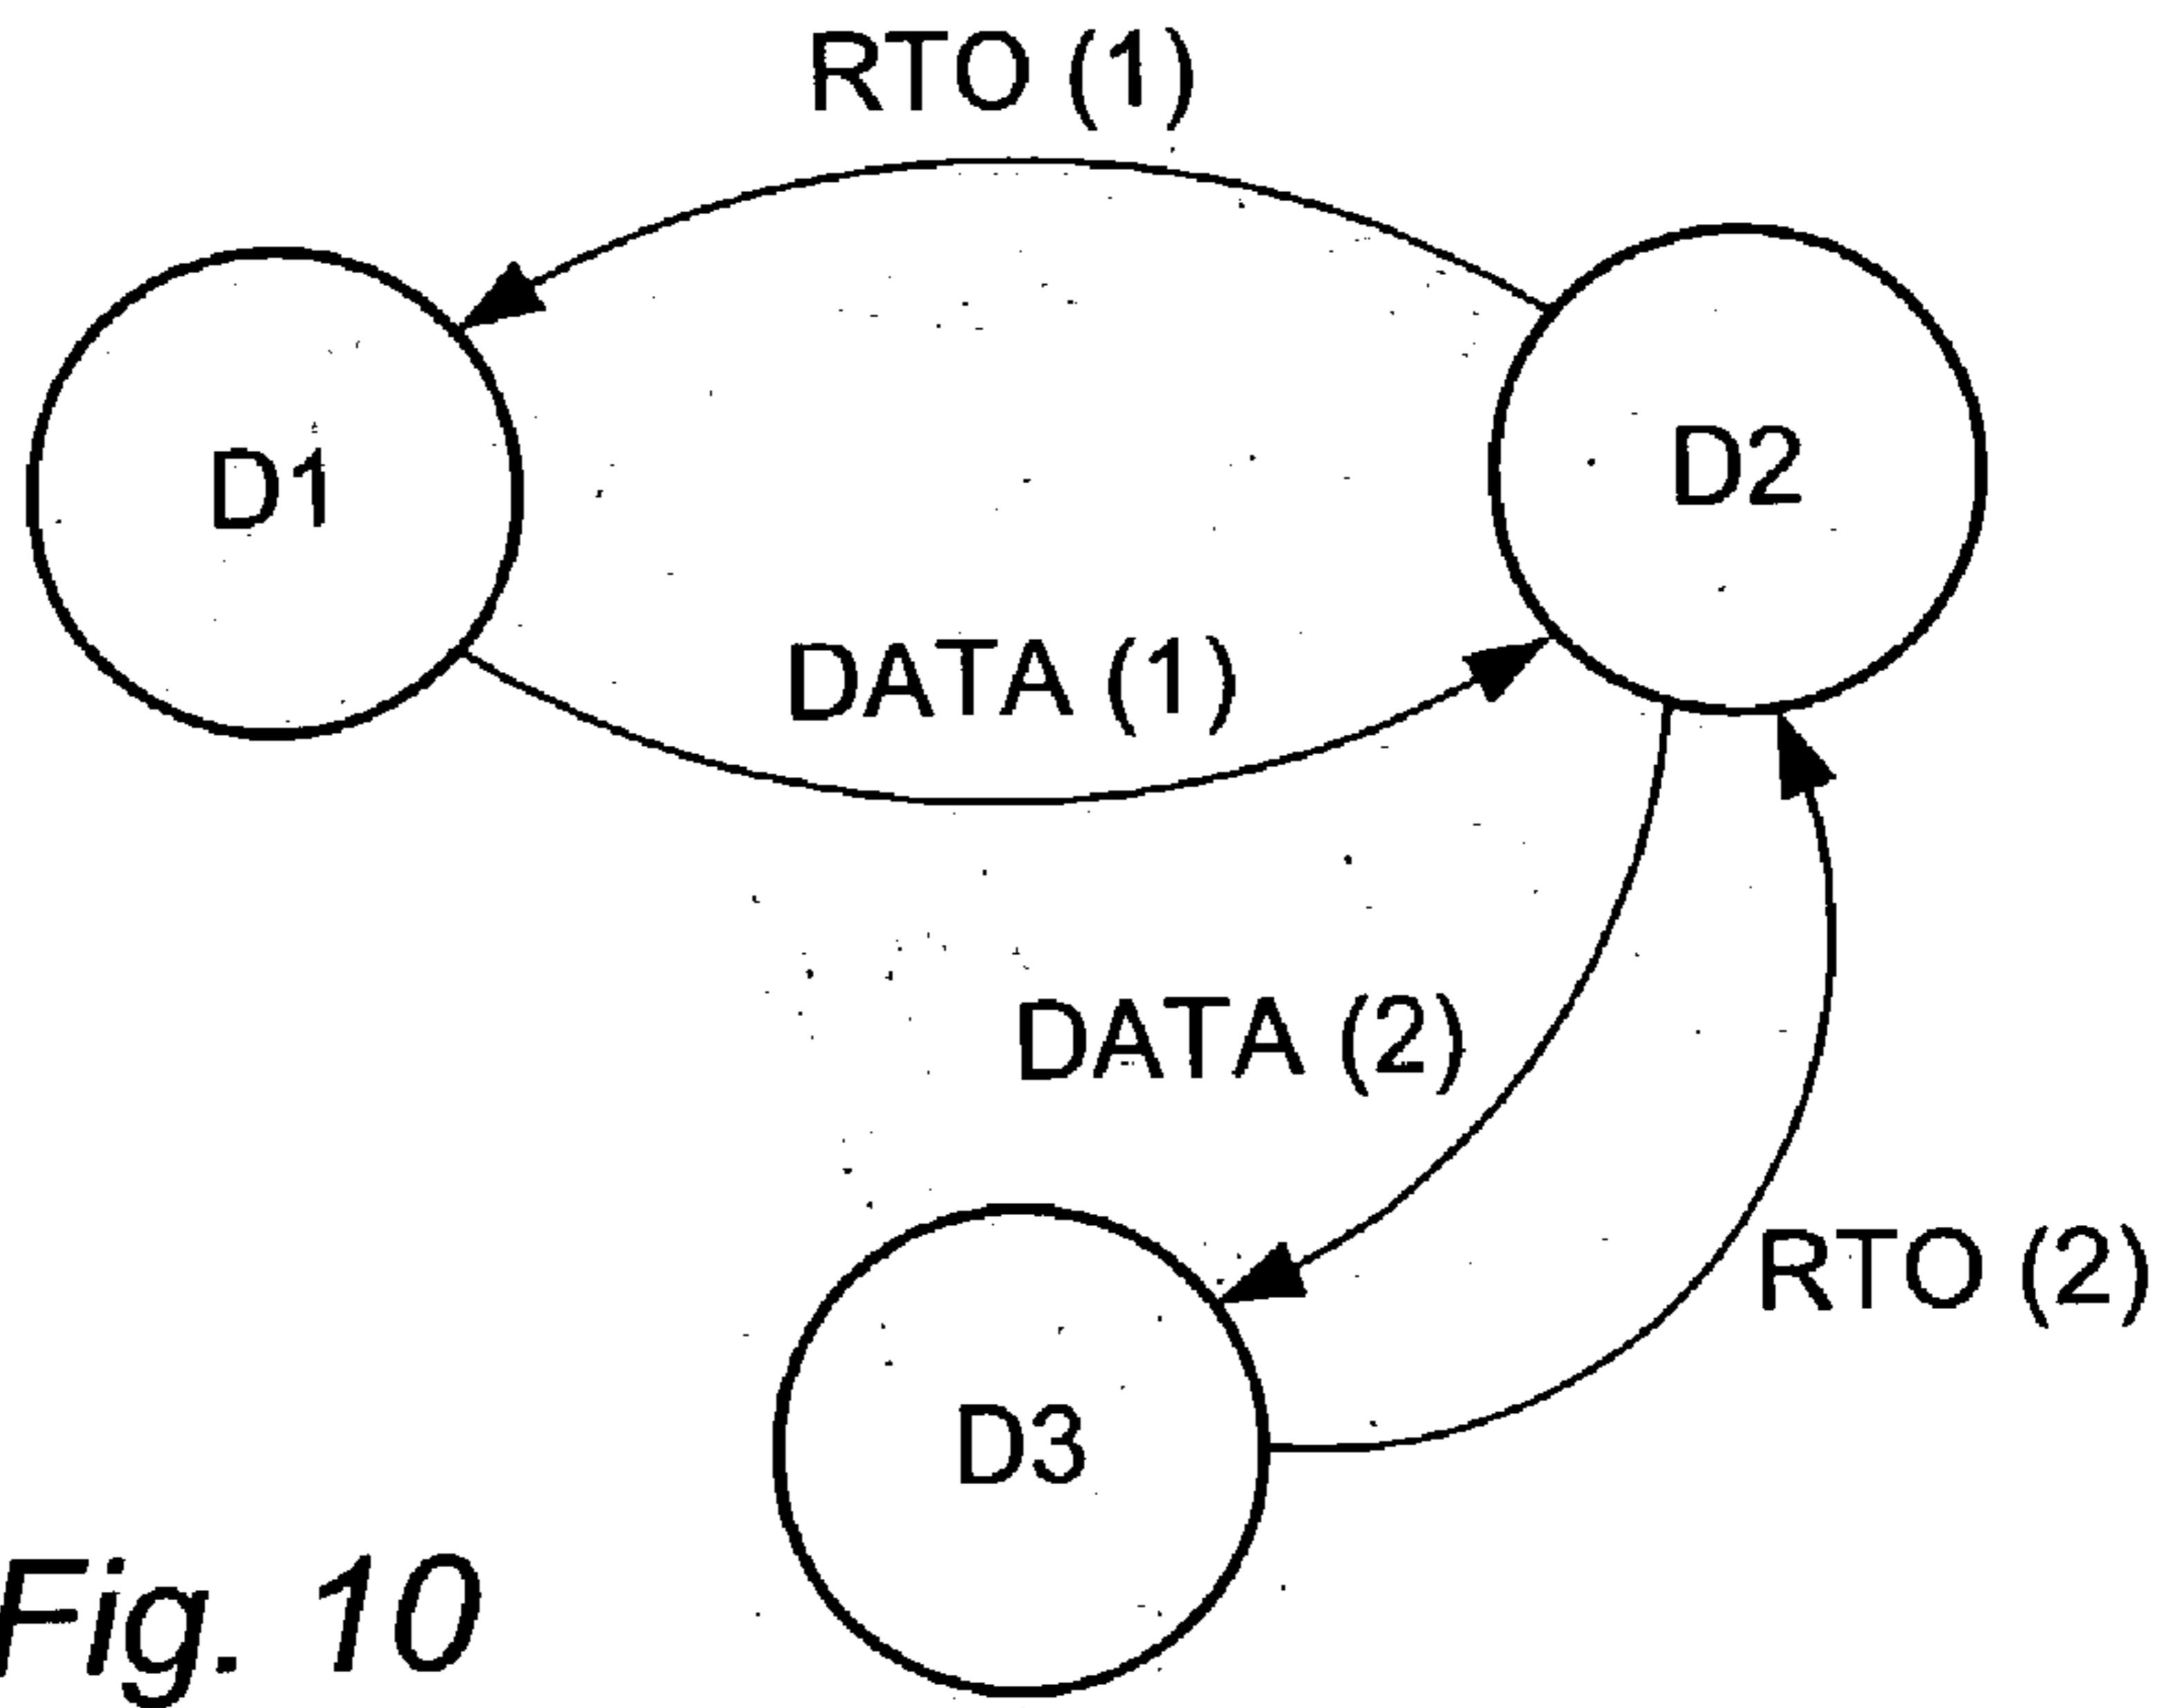 RTO (1)
D1
D2
DATA (1)
DATA (2)
RTO (2)
D3
Fig. 10